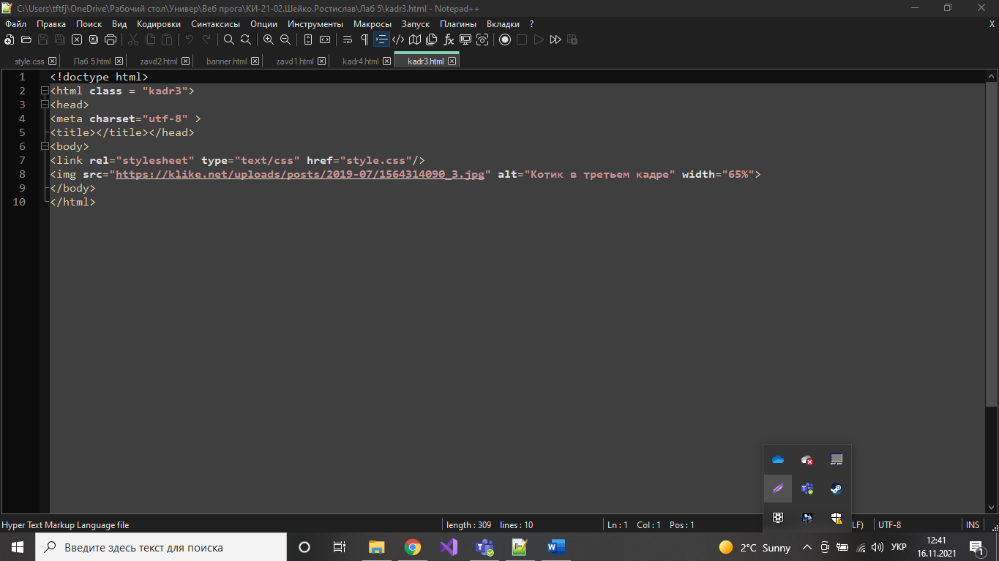 C:\Users\tftfj\OneDrive\Рабочий стол\Универ\Веб прога\КИ-21-02.Шейко.Ростислав\Лаб 5\kadr3.html - Notepad++
Файл Правка Поиск Вид Кодировки Синтаксисы Опции Инструменты Макросы Запуск Плагины Вкладки ? X
style.css Лаб 5.html zavd2.html banner.html zavd1.html kadr4.html kadr3.html
1 <!doctype html>
2 <html class = "kadr3">
3 <head>
4 <meta charset="utf-8" >
5 <title></title></head>
6 <body>
7 <link rel="stylesheet" type="text/css" href="style.css"/>
8 <img src="https://klike.net/uploads/posts/2019-07/1564314090_3.jpg" alt="Котик в третьем кадре" width="65%">
9 </body>
10 </html>
Hyper Text Markup Language file length : 309 lines : 10 Ln : 1 Col : 1 Pos : 1 LF) UTF-8 INS
Введите здесь текст для поиска 2°C Sunny УКР 12:41
16.11.2021 1